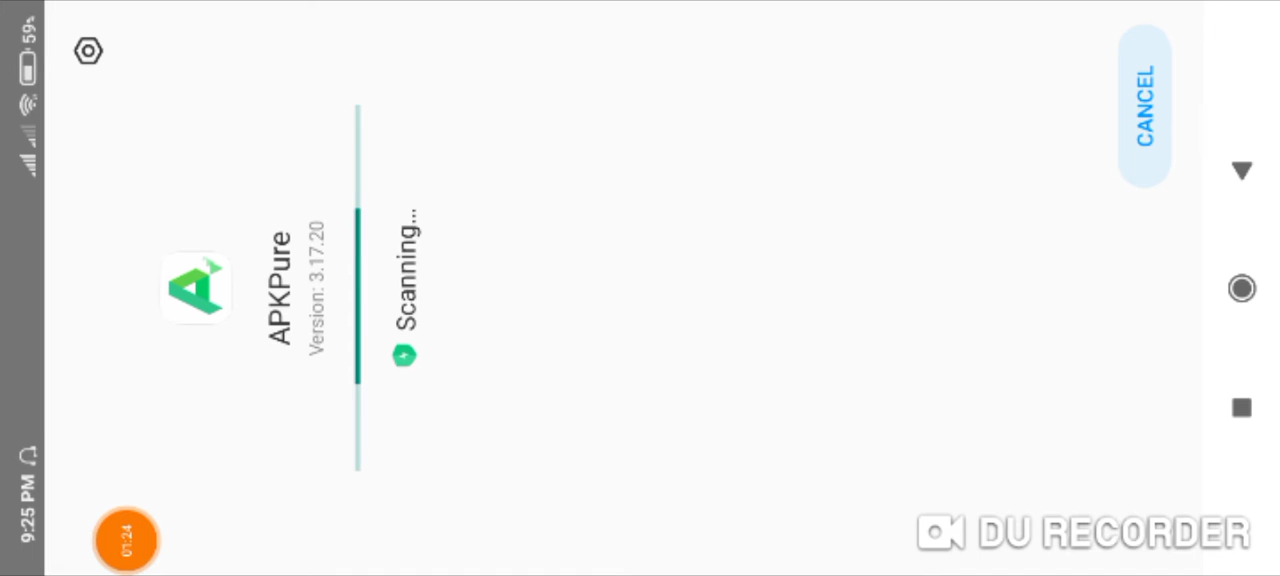 9:25 PM
59
01:24
APKPure
Version: 3.17.20
Scanning...
CANCEL
DU RECORDER